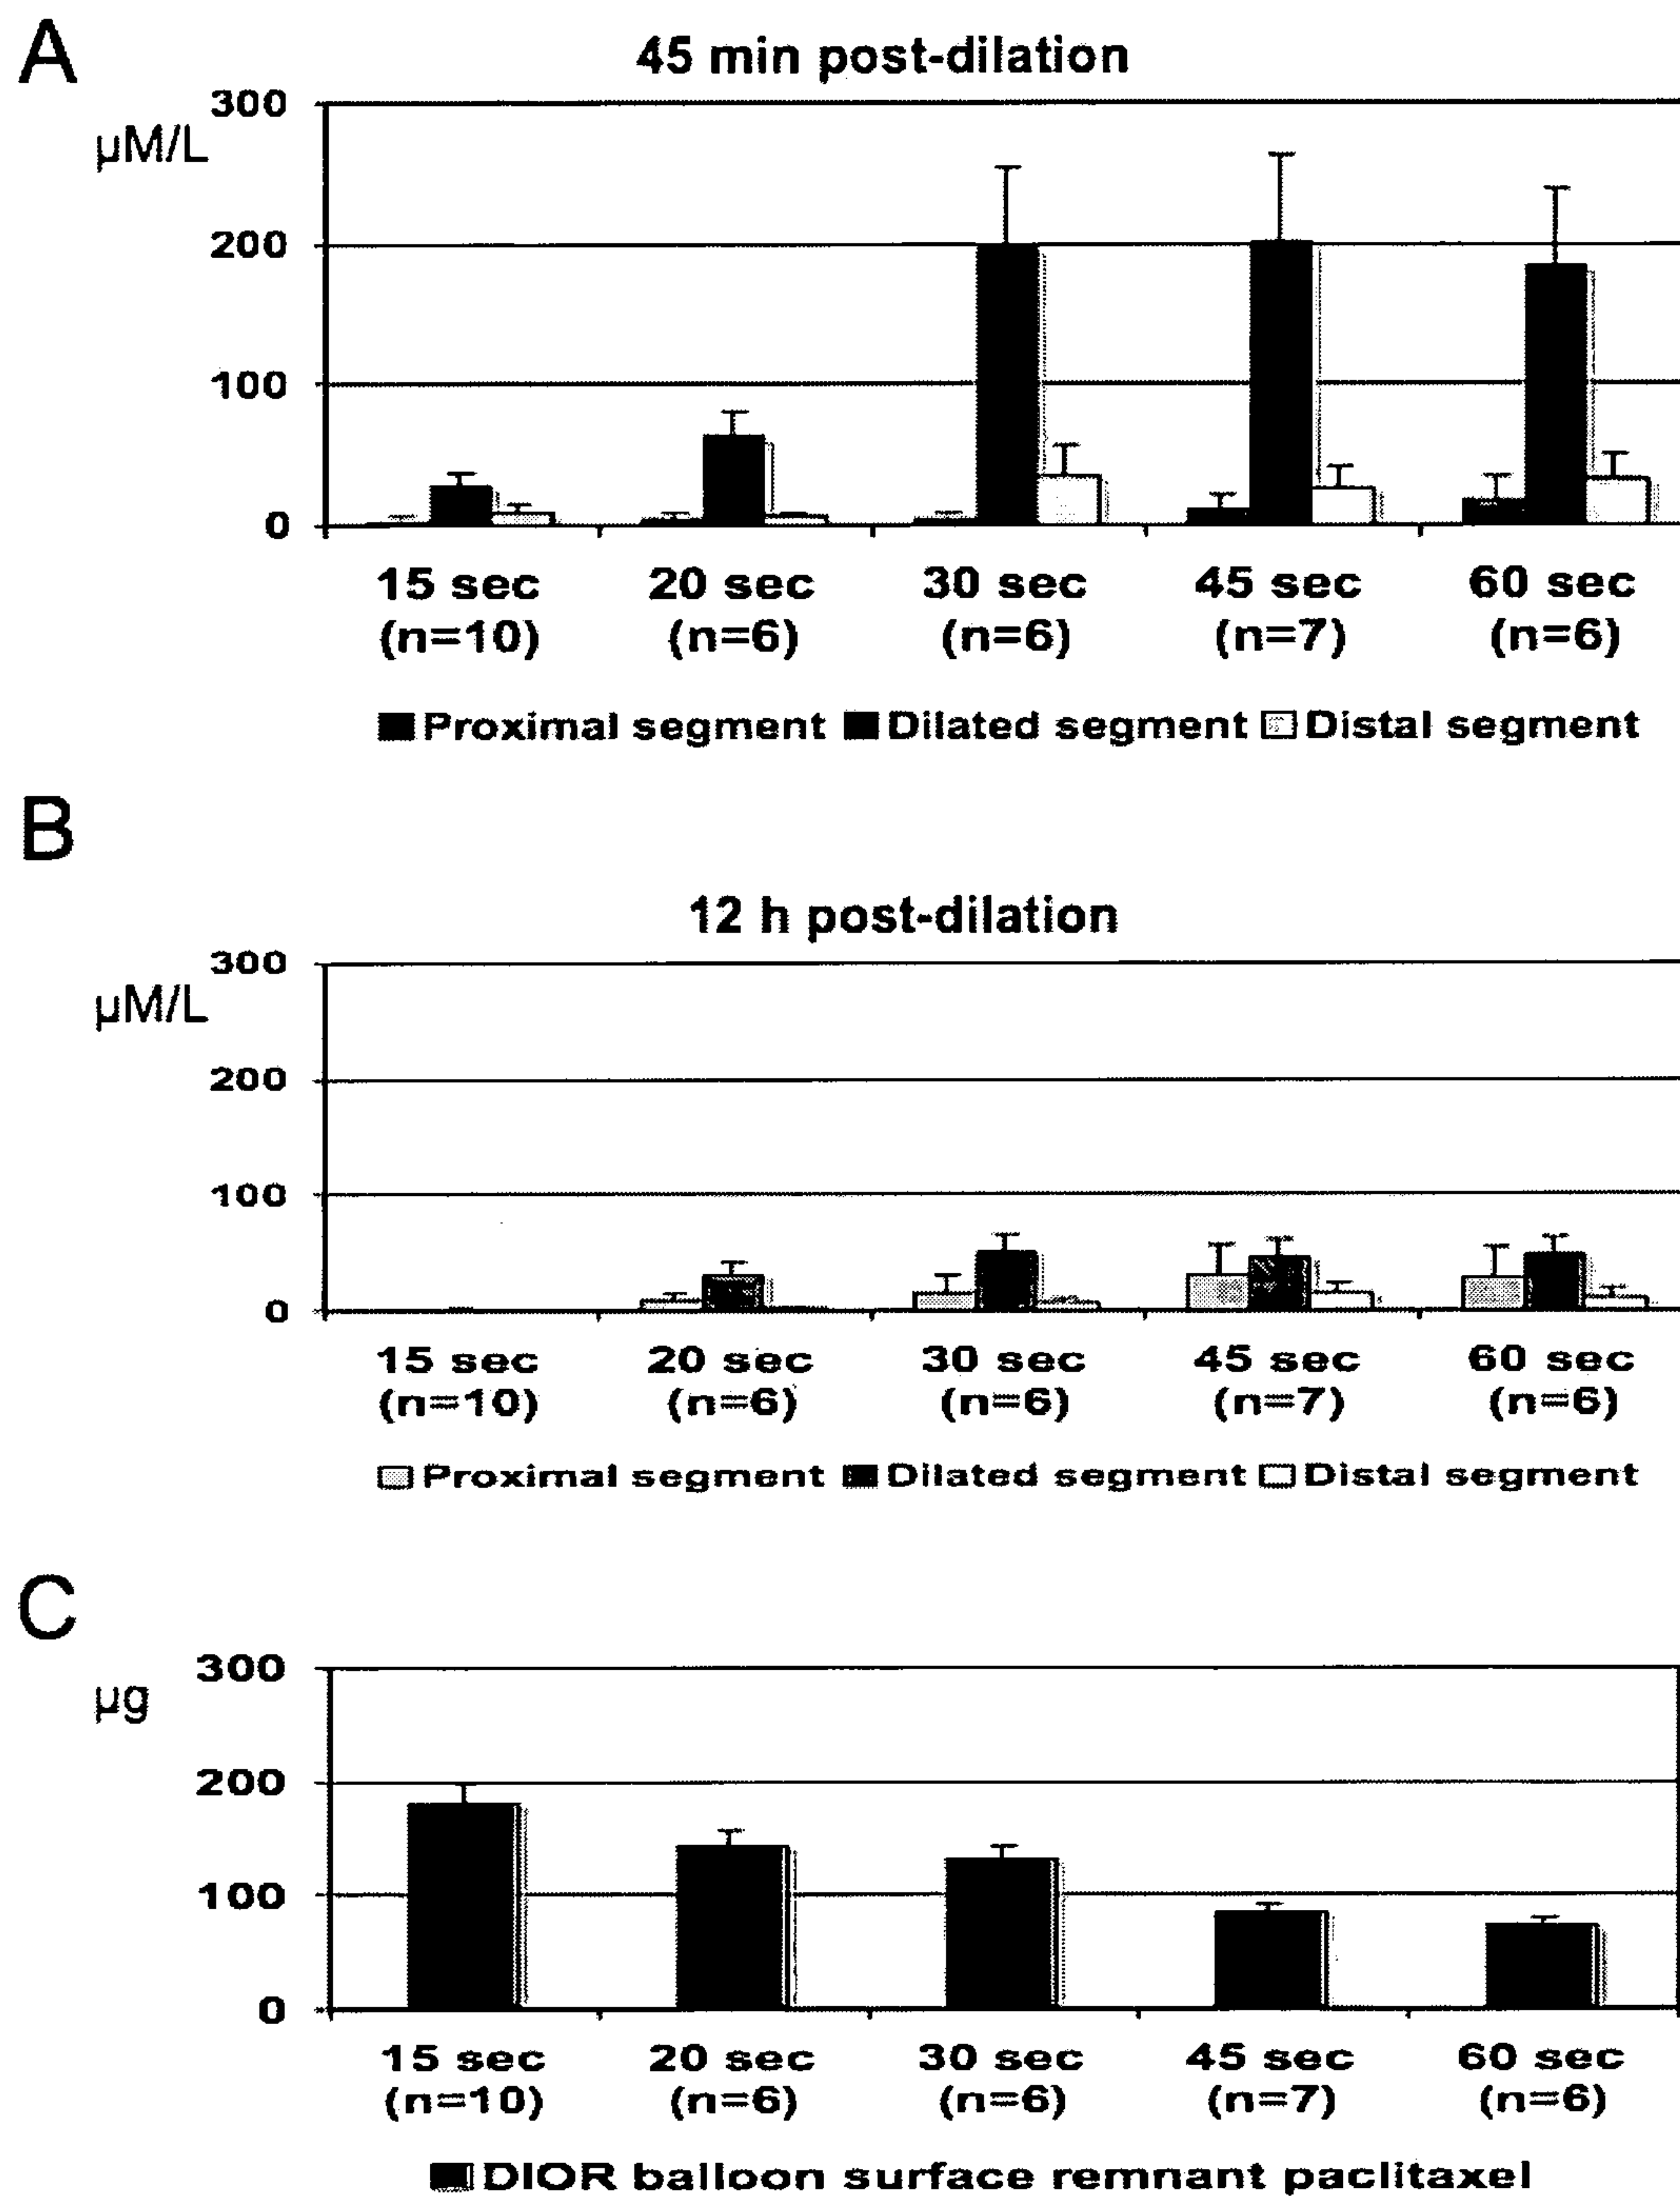 A
45 min post-dilation
300
µM/L
200
100
0
15 sec 20 sec 30 sec 45 sec 60 sec
(n=10) (n=6) (n=6) (n=7) (n=6)
Proximal segment Dilated segment Distal segment
B
12 h post-dilation
300
µM/L
200
100
0
15 sec 20 sec 30 sec 45 sec 60 sec
(n=10) (n=6) (n=6) (n=7) (n=6)
Proximal segment Dilated segment Distal segment
C
300
µg
200
100
0
15 sec 20 sec 30 sec 45 sec 60 sec
(n=10) (n=6) (n=6) (n=7) (n=6)
DIOR balloon surface remnant paclitaxel